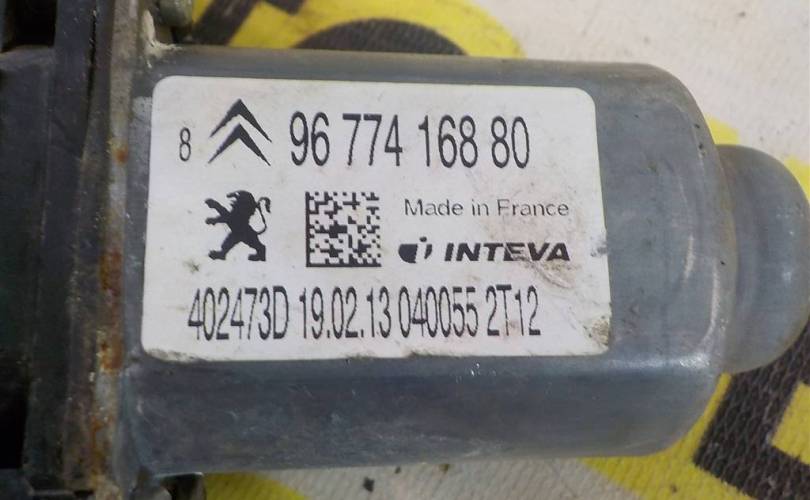 8 96 774 168 80
Made in France
INTEVA
402473D 19.02.13 040055 2T12